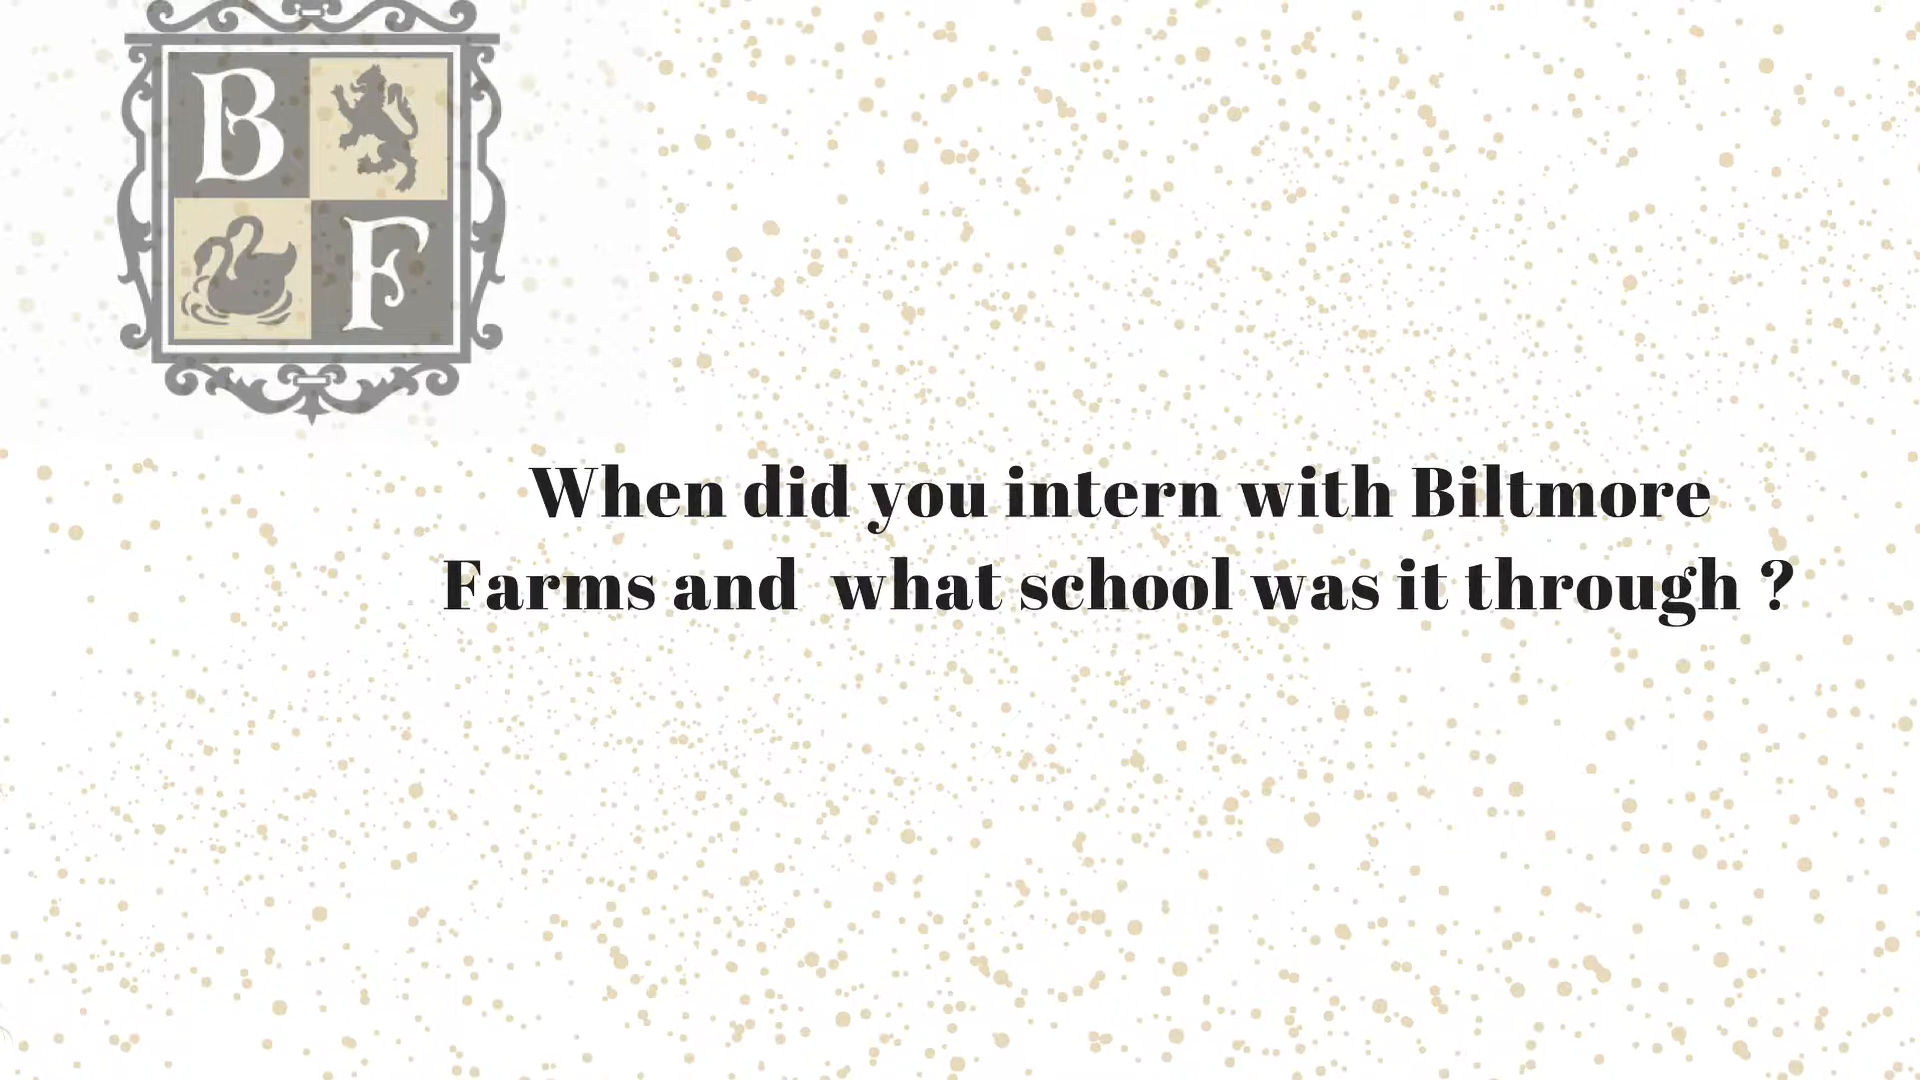 B
F
When did you intern with Biltmore
Farms and  what school was it through ?